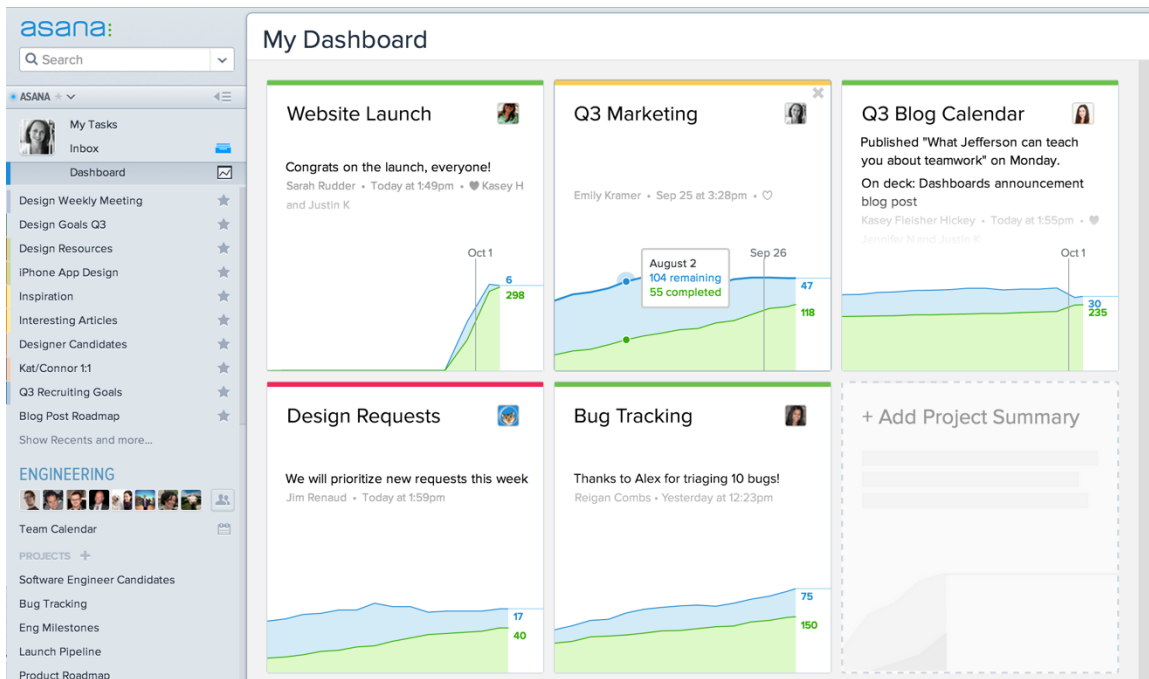 asana:
Search
ASANA
My Tasks
Inbox
Dashboard
Design Weekly Meeting
Design Goals Q3
Design Resources
iPhone App Design
Inspiration
Interesting Articles
Designer Candidates
Kat/Connor 1:1
Q3 Recruiting Goals
Blog Post Roadmap
Show Recents and more...
ENGINEERING
Team Calendar
PROJECTS +
Software Engineer Candidates
Bug Tracking
Eng Milestones
Launch Pipeline
Product Roadmap
My Dashboard
Website Launch
Congrats on the launch, everyone!
Sarah Rudder • Today at 1:49pm • ♥ Kasey H
and Justin K
Oct 1
6
298
Q3 Marketing
Emily Kramer • Sep 25 at 3:28pm • ♡
Sep 26
August 2
104 remaining
55 completed
47
118
Q3 Blog Calendar
Published "What Jefferson can teach
you about teamwork" on Monday.
On deck: Dashboards announcement
blog post
Kasey Fleisher Hickey • Today at 1:55pm • ♥
Jennifer N and Justin K
Oct 1
30
235
Design Requests
We will prioritize new requests this week
Jim Renaud • Today at 1:59pm
17
40
Bug Tracking
Thanks to Alex for triaging 10 bugs!
Reigan Combs • Yesterday at 12:23pm
75
150
+ Add Project Summary